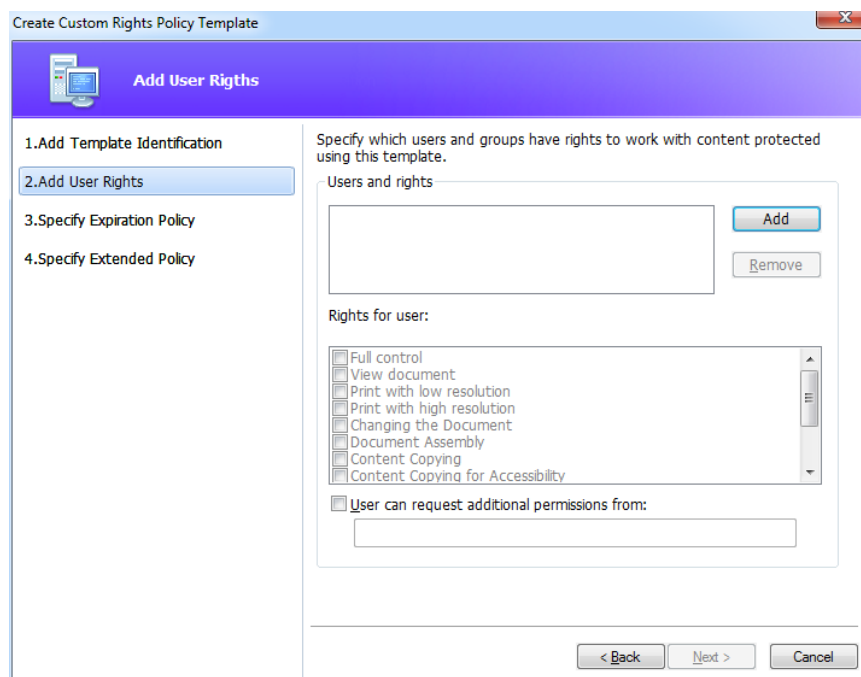 Create Custom Rights Policy Template
X
Add User Rigths
1.Add Template Identification
2.Add User Rights
3.Specify Expiration Policy
4.Specify Extended Policy
Specify which users and groups have rights to work with content protected
using this template.
Users and rights
Add
Remove
Rights for user:
Full control
View document
Print with low resolution
Print with high resolution
Changing the Document
Document Assembly
Content Copying
Content Copying for Accessibility
User can request additional permissions from:
< Back
Next >
Cancel